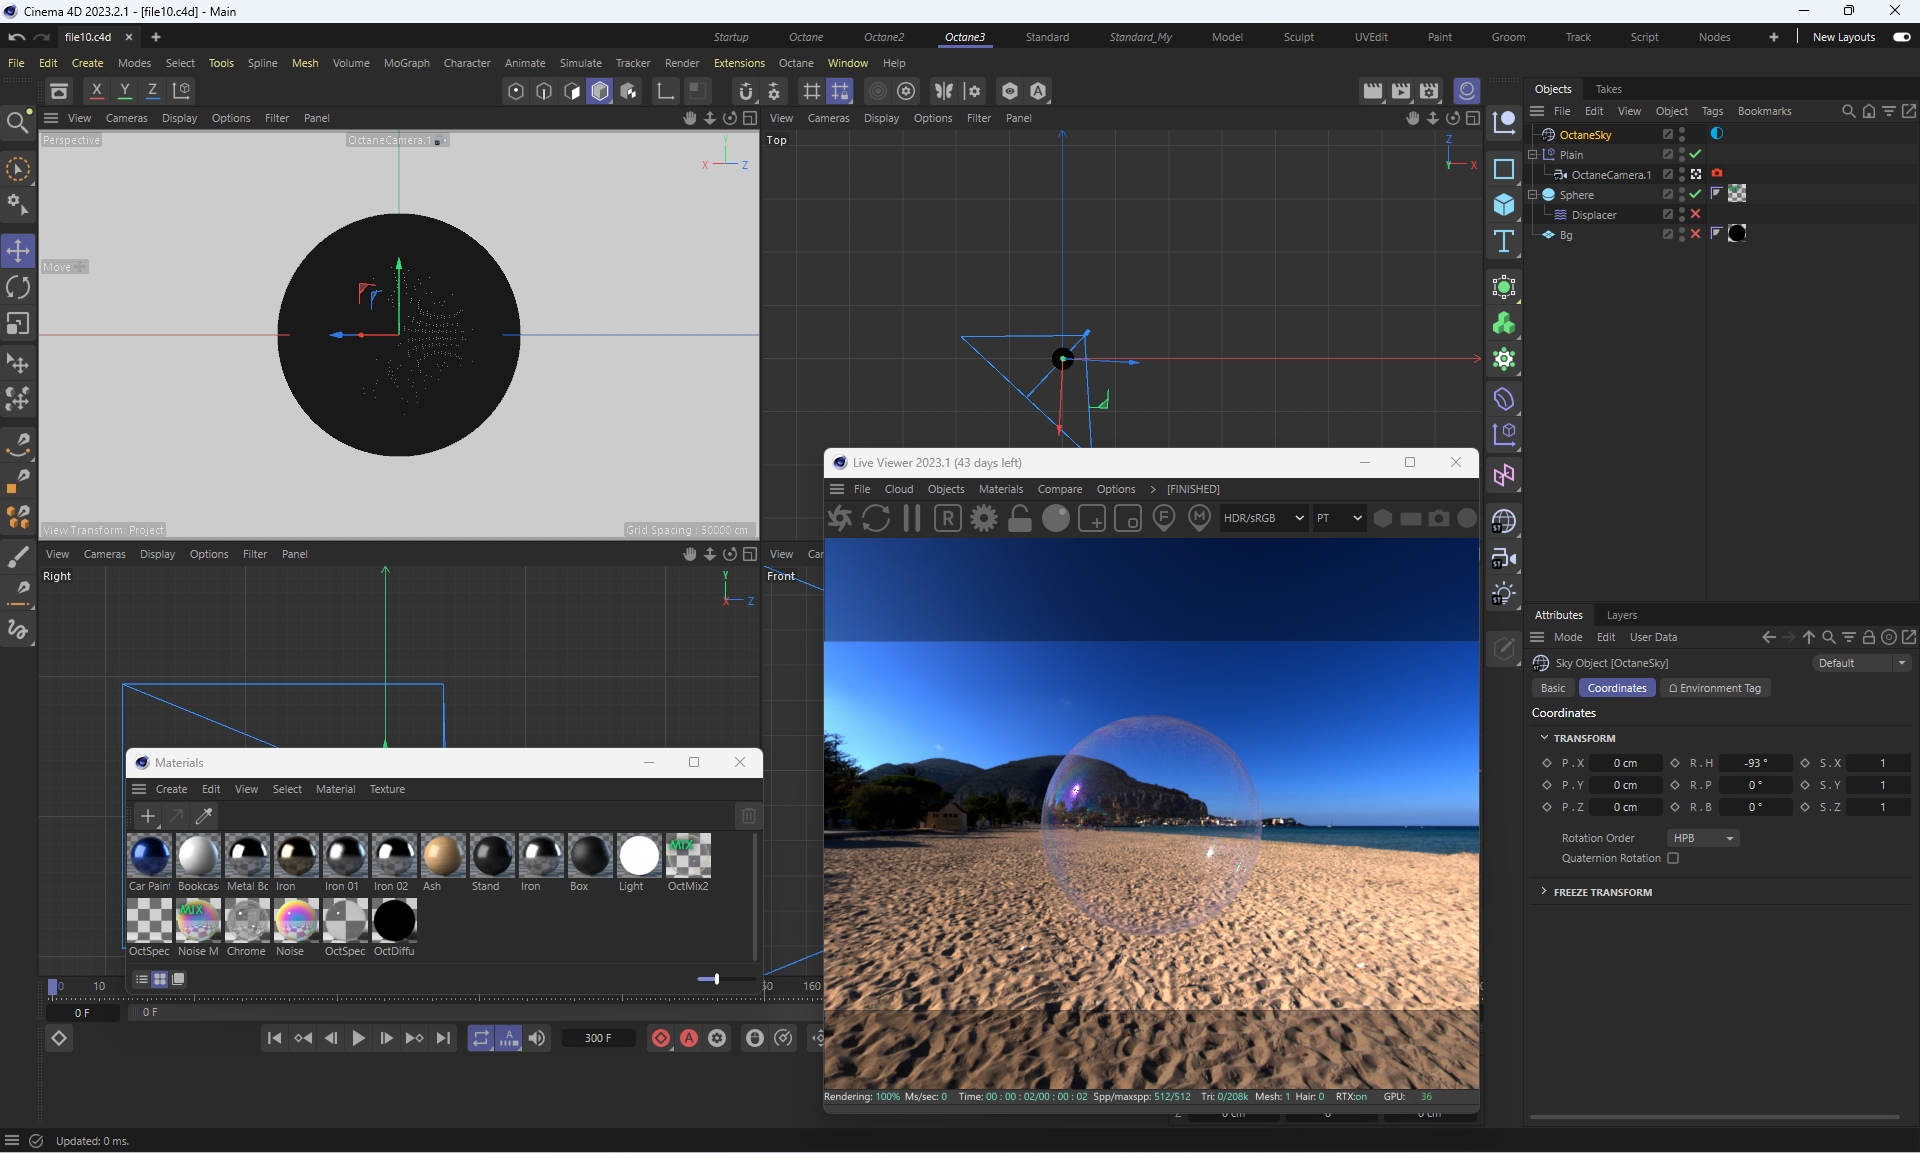 Cinema 4D 2023.2.1 - [file10.c4d] - Main
file10.c4d
Startup Octane Octane2 Octane3 Standard Standard_My Model Sculpt UVEdit Paint Groom Track Script Nodes New Layouts
File Edit Create Modes Select Tools Spline Mesh Volume MoGraph Character Animate Simulate Tracker Render Extensions Octane Window Help
X Y Z
View Cameras Display Options Filter Panel
View Cameras Display Options Filter Panel
Perspective
OctaneCamera.1
Y
X Z
Top
Z
Y X
Move
View Transform: Project
Grid Spacing : 50000 cm
View Cameras Display Options Filter Panel
View
Right
Y
X Z
Front
Objects Takes
File Edit View Object Tags Bookmarks
OctaneSky
Plain
OctaneCamera.1
Sphere
Displacer
Bg
Live Viewer 2023.1 (43 days left)
File Cloud Objects Materials Compare Options > [FINISHED]
R F M HDR/sRGB PT
Rendering: 100% Ms/sec: 0 Time: 00 : 00 : 02/00 : 00 : 02 Spp/maxspp: 512/512 Tri: 0/208k Mesh: 1 Hair: 0 RTX:on GPU: 36
Materials
Create Edit View Select Material Texture
MIX
Car Paint Bookcas Metal Bc Iron Iron 01 Iron 02 Ash Stand Iron Box Light OctMix2
MIX
OctSpec Noise M Chrome Noise OctSpec OctDiffu
0 10 160
0 F 0 F
300 F
Attributes Layers
Mode Edit User Data
Sky Object [OctaneSky] Default
Basic Coordinates Environment Tag
Coordinates
TRANSFORM
P . X 0 cm R . H -93 ° S . X 1
P . Y 0 cm R . P 0 ° S . Y 1
P . Z 0 cm R . B 0 ° S . Z 1
Rotation Order HPB
Quaternion Rotation
FREEZE TRANSFORM
Updated: 0 ms.